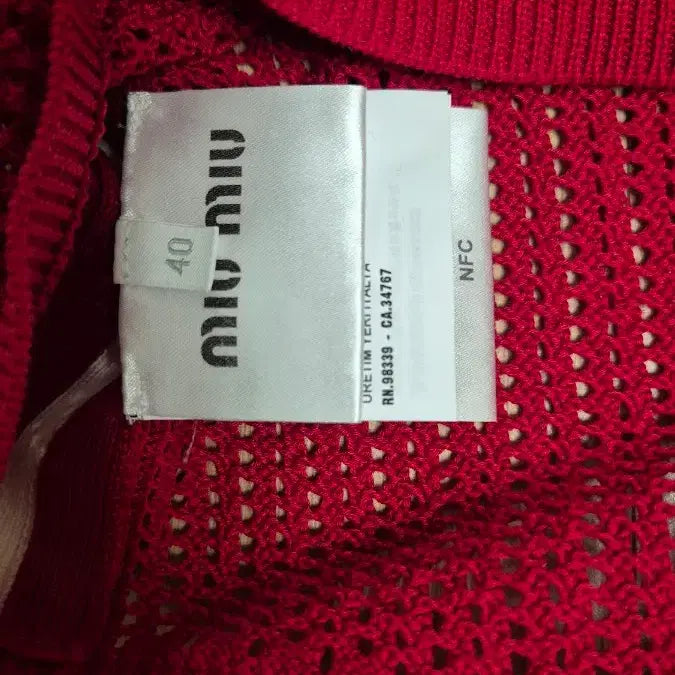 miu miu
40
ÜRETİM YERİ İTALYA
RN.98339 - CA.34767
NFC